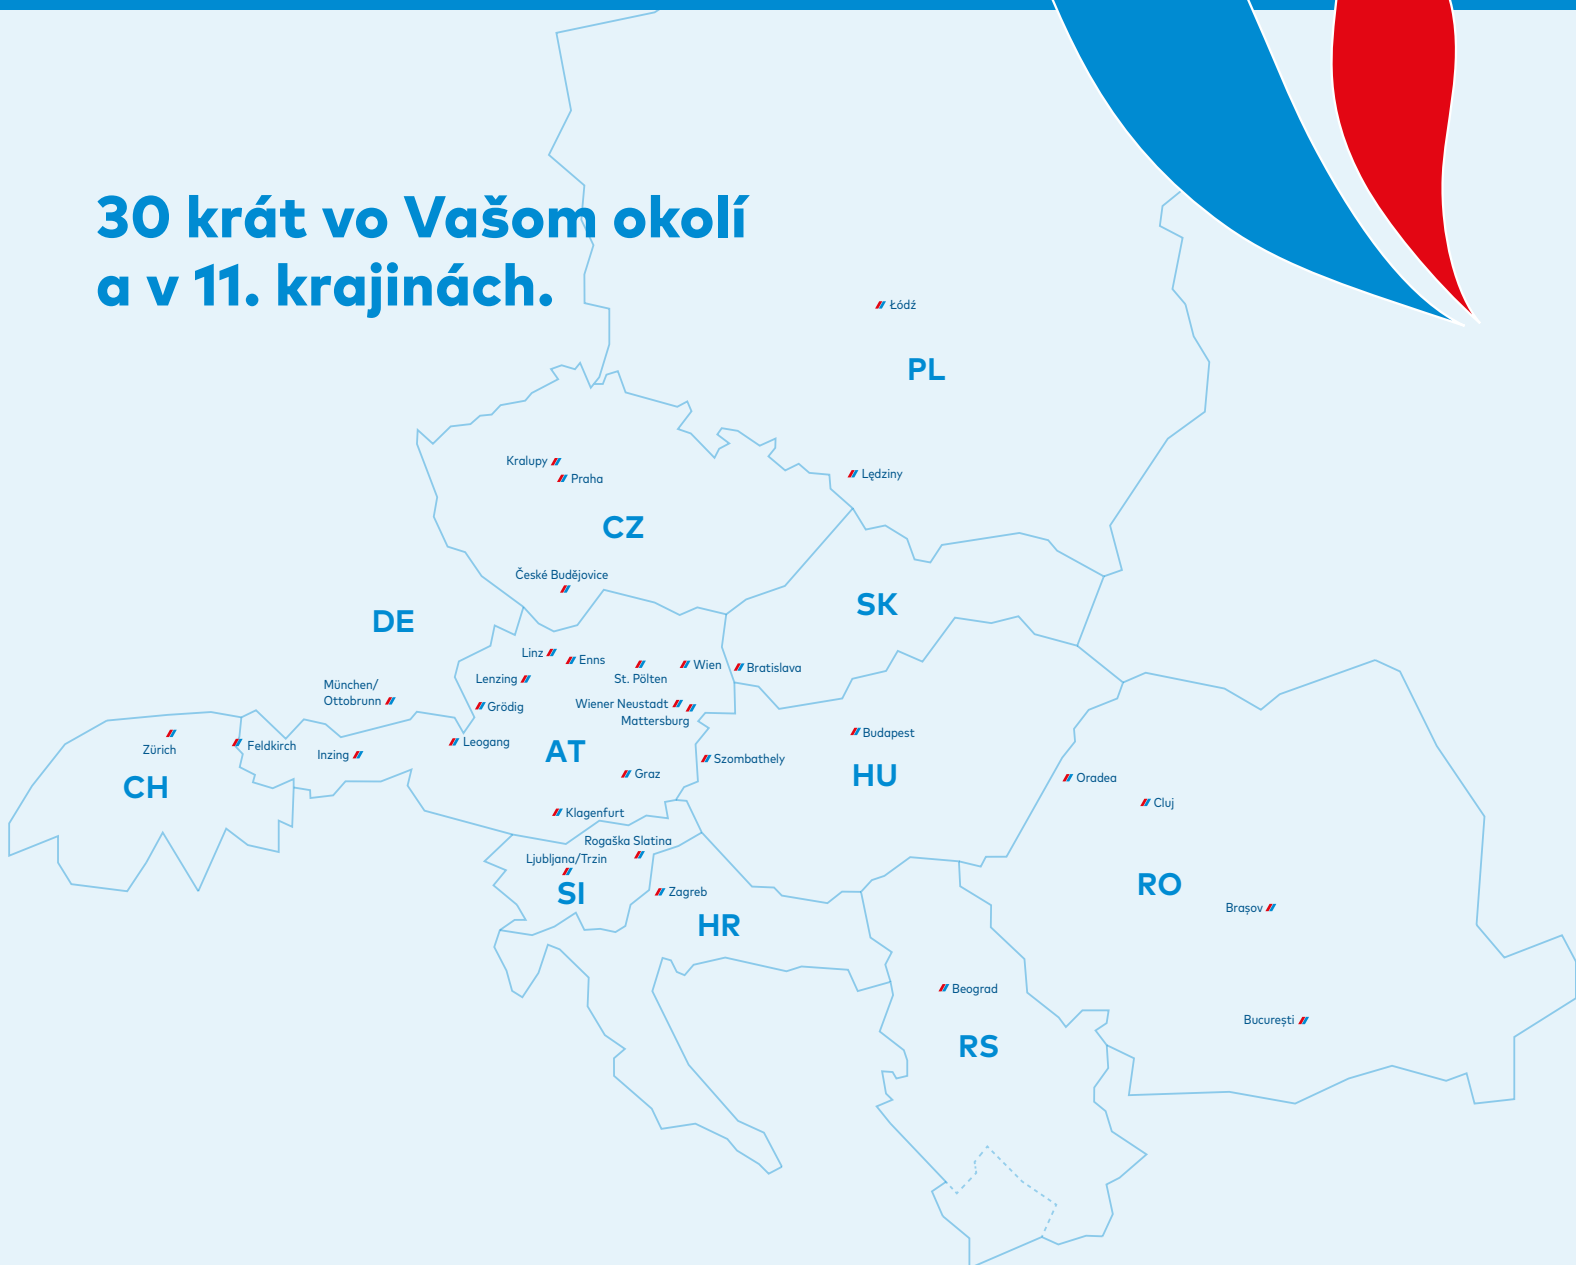 30 krát vo Vašom okolí
a v 11. krajinách.
Łódź
PL
Kralupy
Praha
Lędziny
CZ
České Budějovice
SK
DE
Linz
Enns
St. Pölten
Wien
Bratislava
Lenzing
München/
Ottobrunn
Grödig
Wiener Neustadt
Mattersburg
Zürich
Feldkirch
Inzing
Leogang
AT
Szombathely
Budapest
HU
CH
Graz
Oradea
Cluj
Klagenfurt
Rogaška Slatina
Ljubljana/Trzin
SI
Zagreb
HR
RO
Brașov
Beograd
București
RS